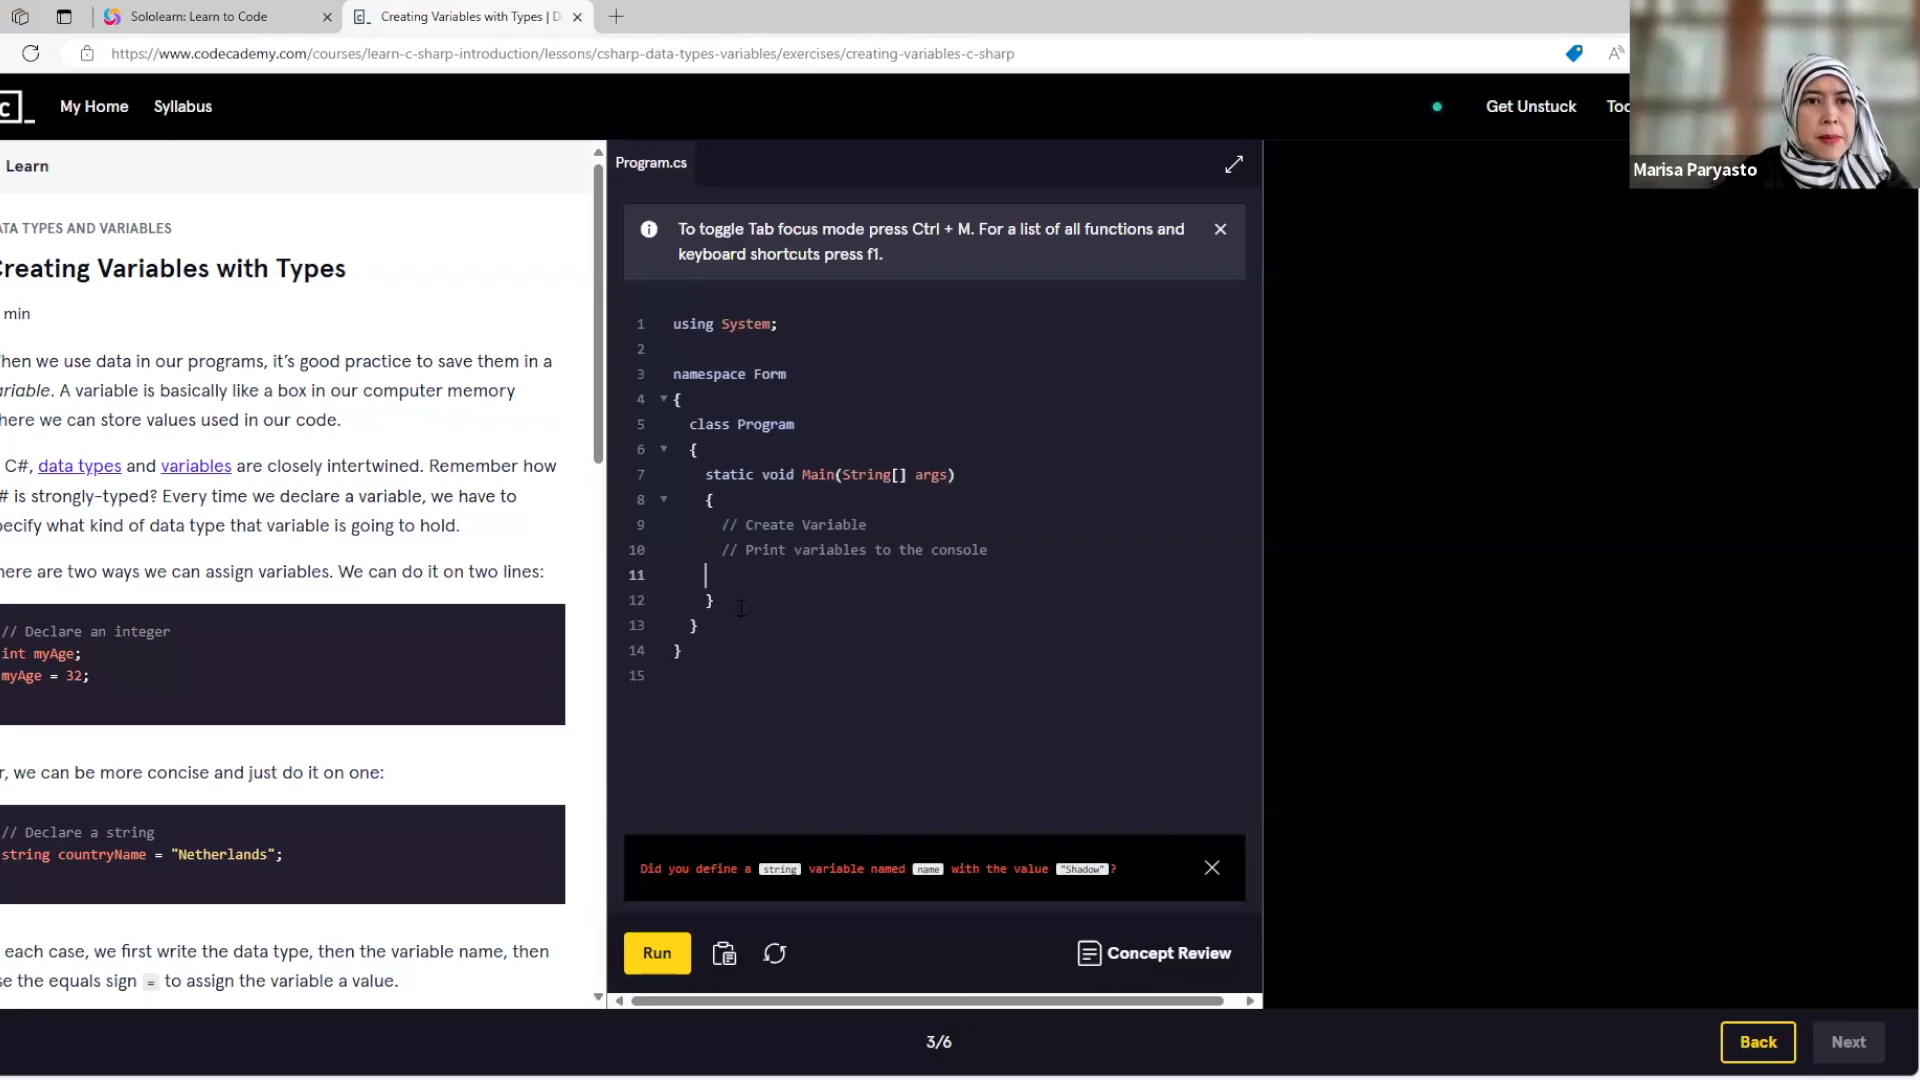 Sololearn: Learn to Code
Creating Variables with Types | D
https://www.codecademy.com/courses/learn-c-sharp-introduction/lessons/csharp-data-types-variables/exercises/creating-variables-c-sharp
My Home
Syllabus
Get Unstuck
Too
Marisa Paryasto
Learn
ATA TYPES AND VARIABLES
Creating Variables with Types
min
hen we use data in our programs, it's good practice to save them in a
ariable. A variable is basically like a box in our computer memory
here we can store values used in our code.
C#, data types and variables are closely intertwined. Remember how
# is strongly-typed? Every time we declare a variable, we have to
pecify what kind of data type that variable is going to hold.
here are two ways we can assign variables. We can do it on two lines:
// Declare an integer
int myAge;
myAge = 32;
r, we can be more concise and just do it on one:
// Declare a string
string countryName = "Netherlands";
each case, we first write the data type, then the variable name, then
se the equals sign = to assign the variable a value.
Program.cs
To toggle Tab focus mode press Ctrl + M. For a list of all functions and
keyboard shortcuts press f1.
1 using System;
2
3 namespace Form
4 {
5 class Program
6 {
7 static void Main(String[] args)
8 {
9 // Create Variable
10 // Print variables to the console
11
12 }
13 }
14 }
15
Did you define a string variable named name with the value "Shadow"?
Run
Concept Review
3/6
Back
Next